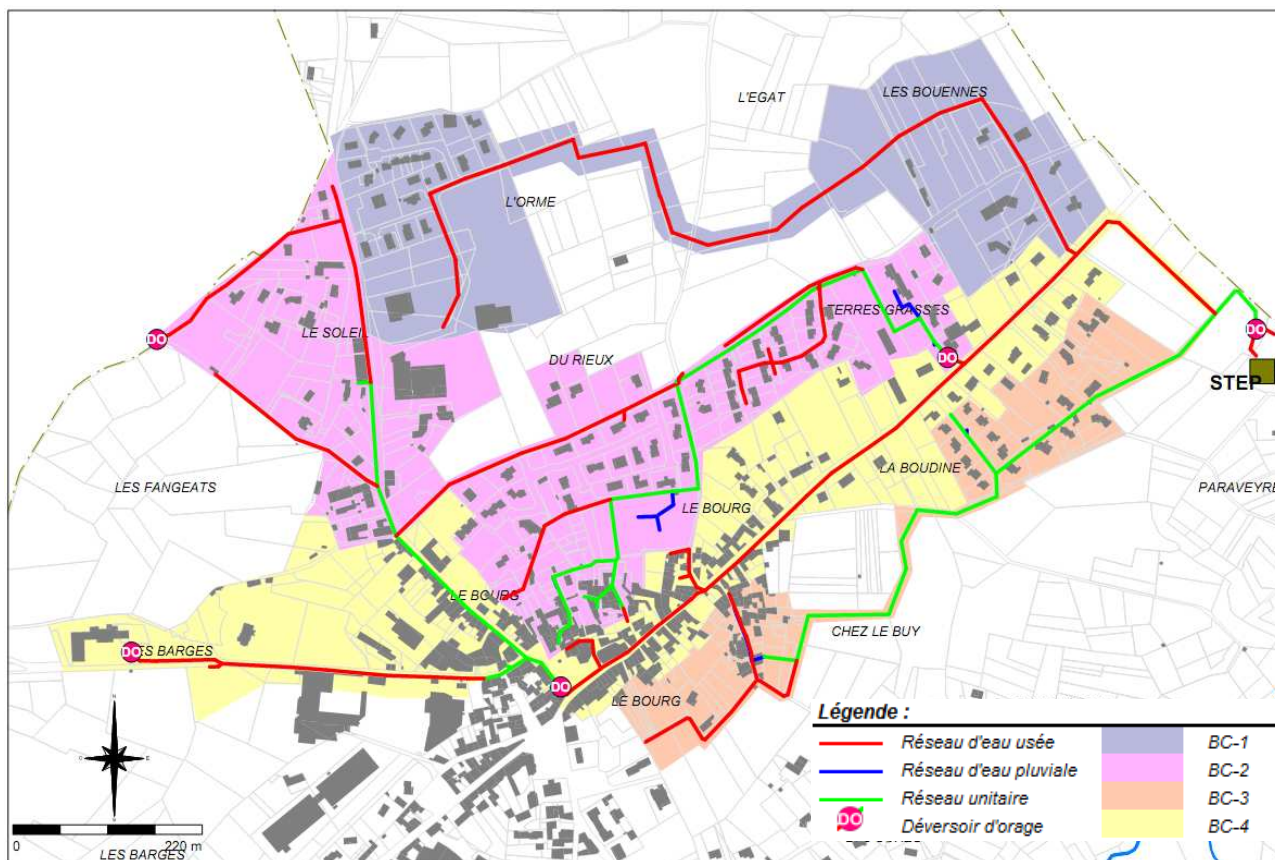 L'EGAT
LES BOUENNES
L'ORME
LE SOLEIL
TERRES GRASSES
DU RIEUX
DO
DO
DO
STEP
LES FANGEATS
LA BOUDINE
PARAVEYRE
LE BOURG
LE BOURG
CHEZ LE BUY
DO
LES BARGES
DO
LE BOURG
Légende :
Réseau d'eau usée
BC-1
Réseau d'eau pluviale
BC-2
Réseau unitaire
BC-3
DO
Déversoir d'orage
BC-4
N
O
E
S
0
220 m
LES BARGES